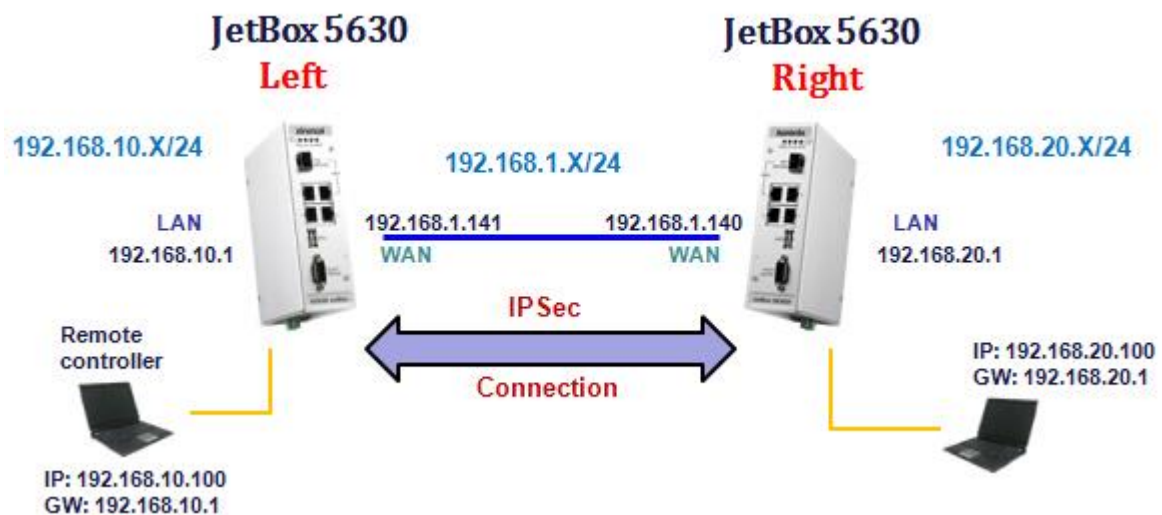 JetBox 5630
Left
JetBox 5630
Right
192.168.10.X/24
192.168.1.X/24
192.168.20.X/24
LAN
192.168.10.1
192.168.1.141
WAN
192.168.1.140
WAN
LAN
192.168.20.1
IPSec
Connection
Remote
controller
IP: 192.168.10.100
GW: 192.168.10.1
IP: 192.168.20.100
GW: 192.168.20.1